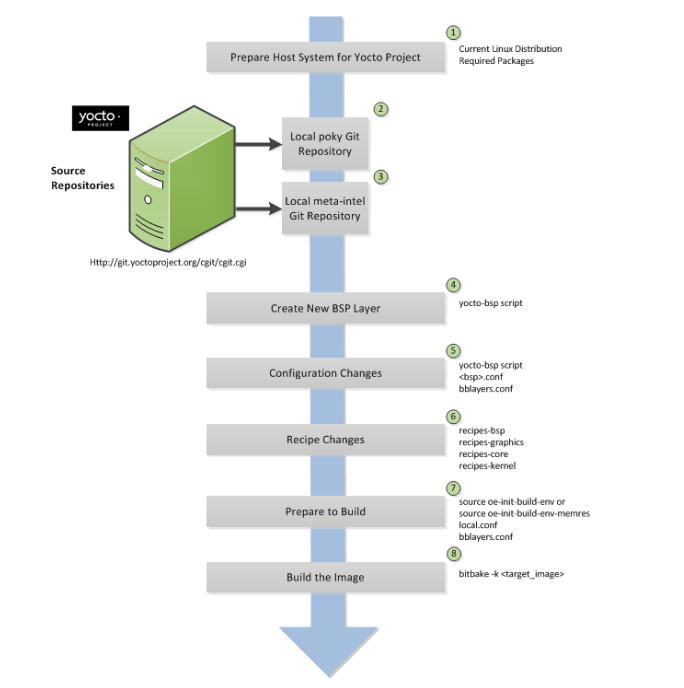 1
Prepare Host System for Yocto Project
Current Linux Distribution
Required Packages
yocto ·
PROJECT
Source
Repositories
2
Local poky Git
Repository
3
Local meta-intel
Git Repository
Http://git.yoctoproject.org/cgit/cgit.cgi
4
Create New BSP Layer
yocto-bsp script
5
Configuration Changes
yocto-bsp script
<bsp>.conf
bblayers.conf
6
Recipe Changes
recipes-bsp
recipes-graphics
recipes-core
recipes-kernel
7
Prepare to Build
source oe-init-build-env or
source oe-init-build-env-memres
local.conf
bblayers.conf
8
Build the Image
bitbake -k <target_image>